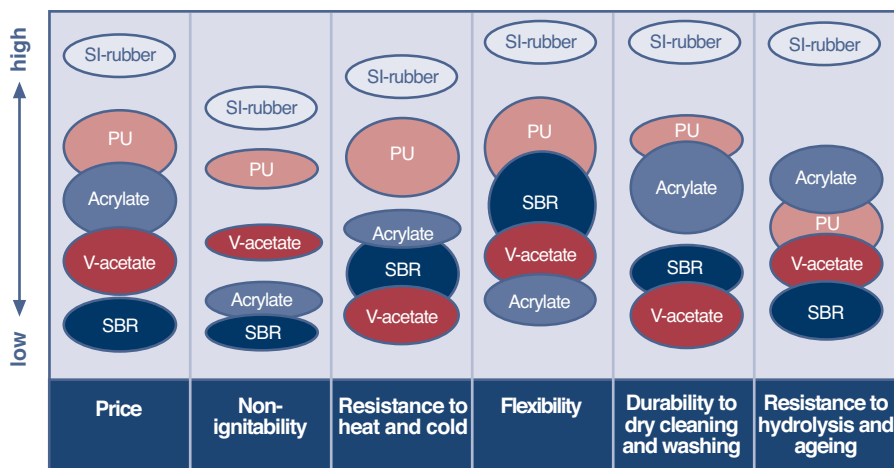 high
low
SI-rubber
PU
Acrylate
V-acetate
SBR
Price
SI-rubber
PU
V-acetate
Acrylate
SBR
Non-
ignitability
SI-rubber
PU
Acrylate
SBR
V-acetate
Resistance to
heat and cold
SI-rubber
PU
SBR
V-acetate
Acrylate
Flexibility
SI-rubber
PU
Acrylate
SBR
V-acetate
Durability to
dry cleaning
and washing
SI-rubber
Acrylate
PU
V-acetate
SBR
Resistance to
hydrolysis and
ageing